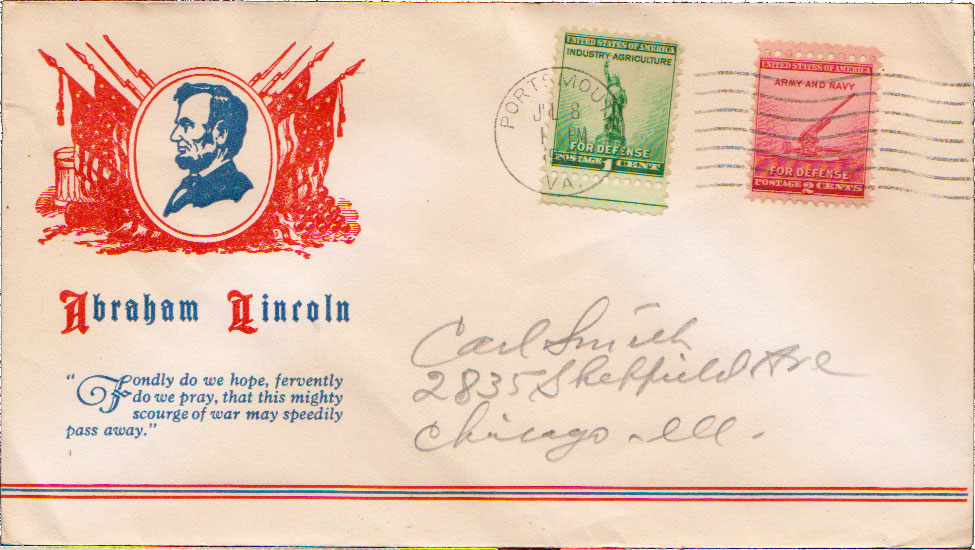 UNITED STATES OF AMERICA
INDUSTRY·AGRICULTURE
FOR DEFENSE
POSTAGE 1 CENT
UNITED STATES OF AMERICA
ARMY AND NAVY
FOR DEFENSE
POSTAGE 2 CENTS
PORTSMOU
8
PM
VA.
Abraham Lincoln
"Fondly do we hope, fervently
do we pray, that this mighty
scourge of war may speedily
pass away."
Carl Smith
2835 Sheffield Ave
Chicago - Ill.